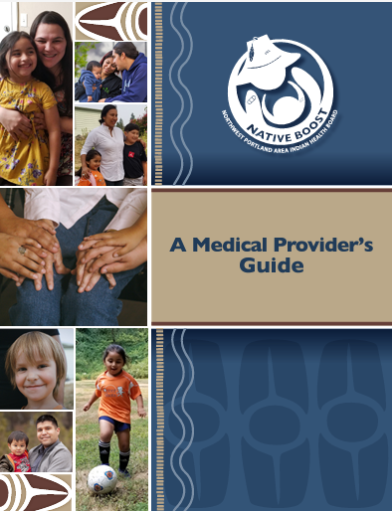 NATIVE BOOST
NORTHWEST PORTLAND AREA INDIAN HEALTH BOARD
A Medical Provider's
Guide